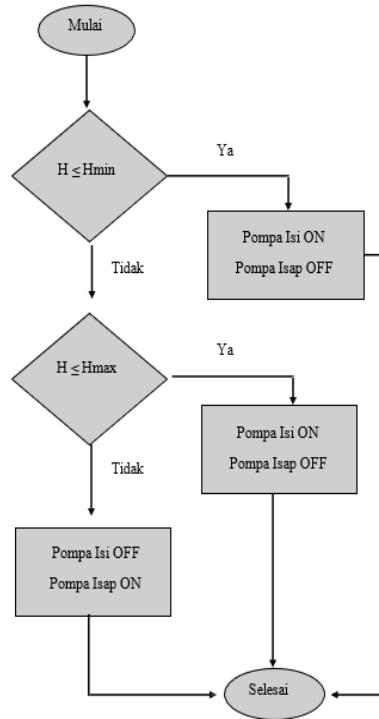 Mulai
H ≤ Hmin
Ya
Pompa Isi ON
Pompa Isap OFF
Tidak
H ≤ Hmax
Ya
Pompa Isi ON
Pompa Isap OFF
Tidak
Pompa Isi OFF
Pompa Isap ON
Selesai